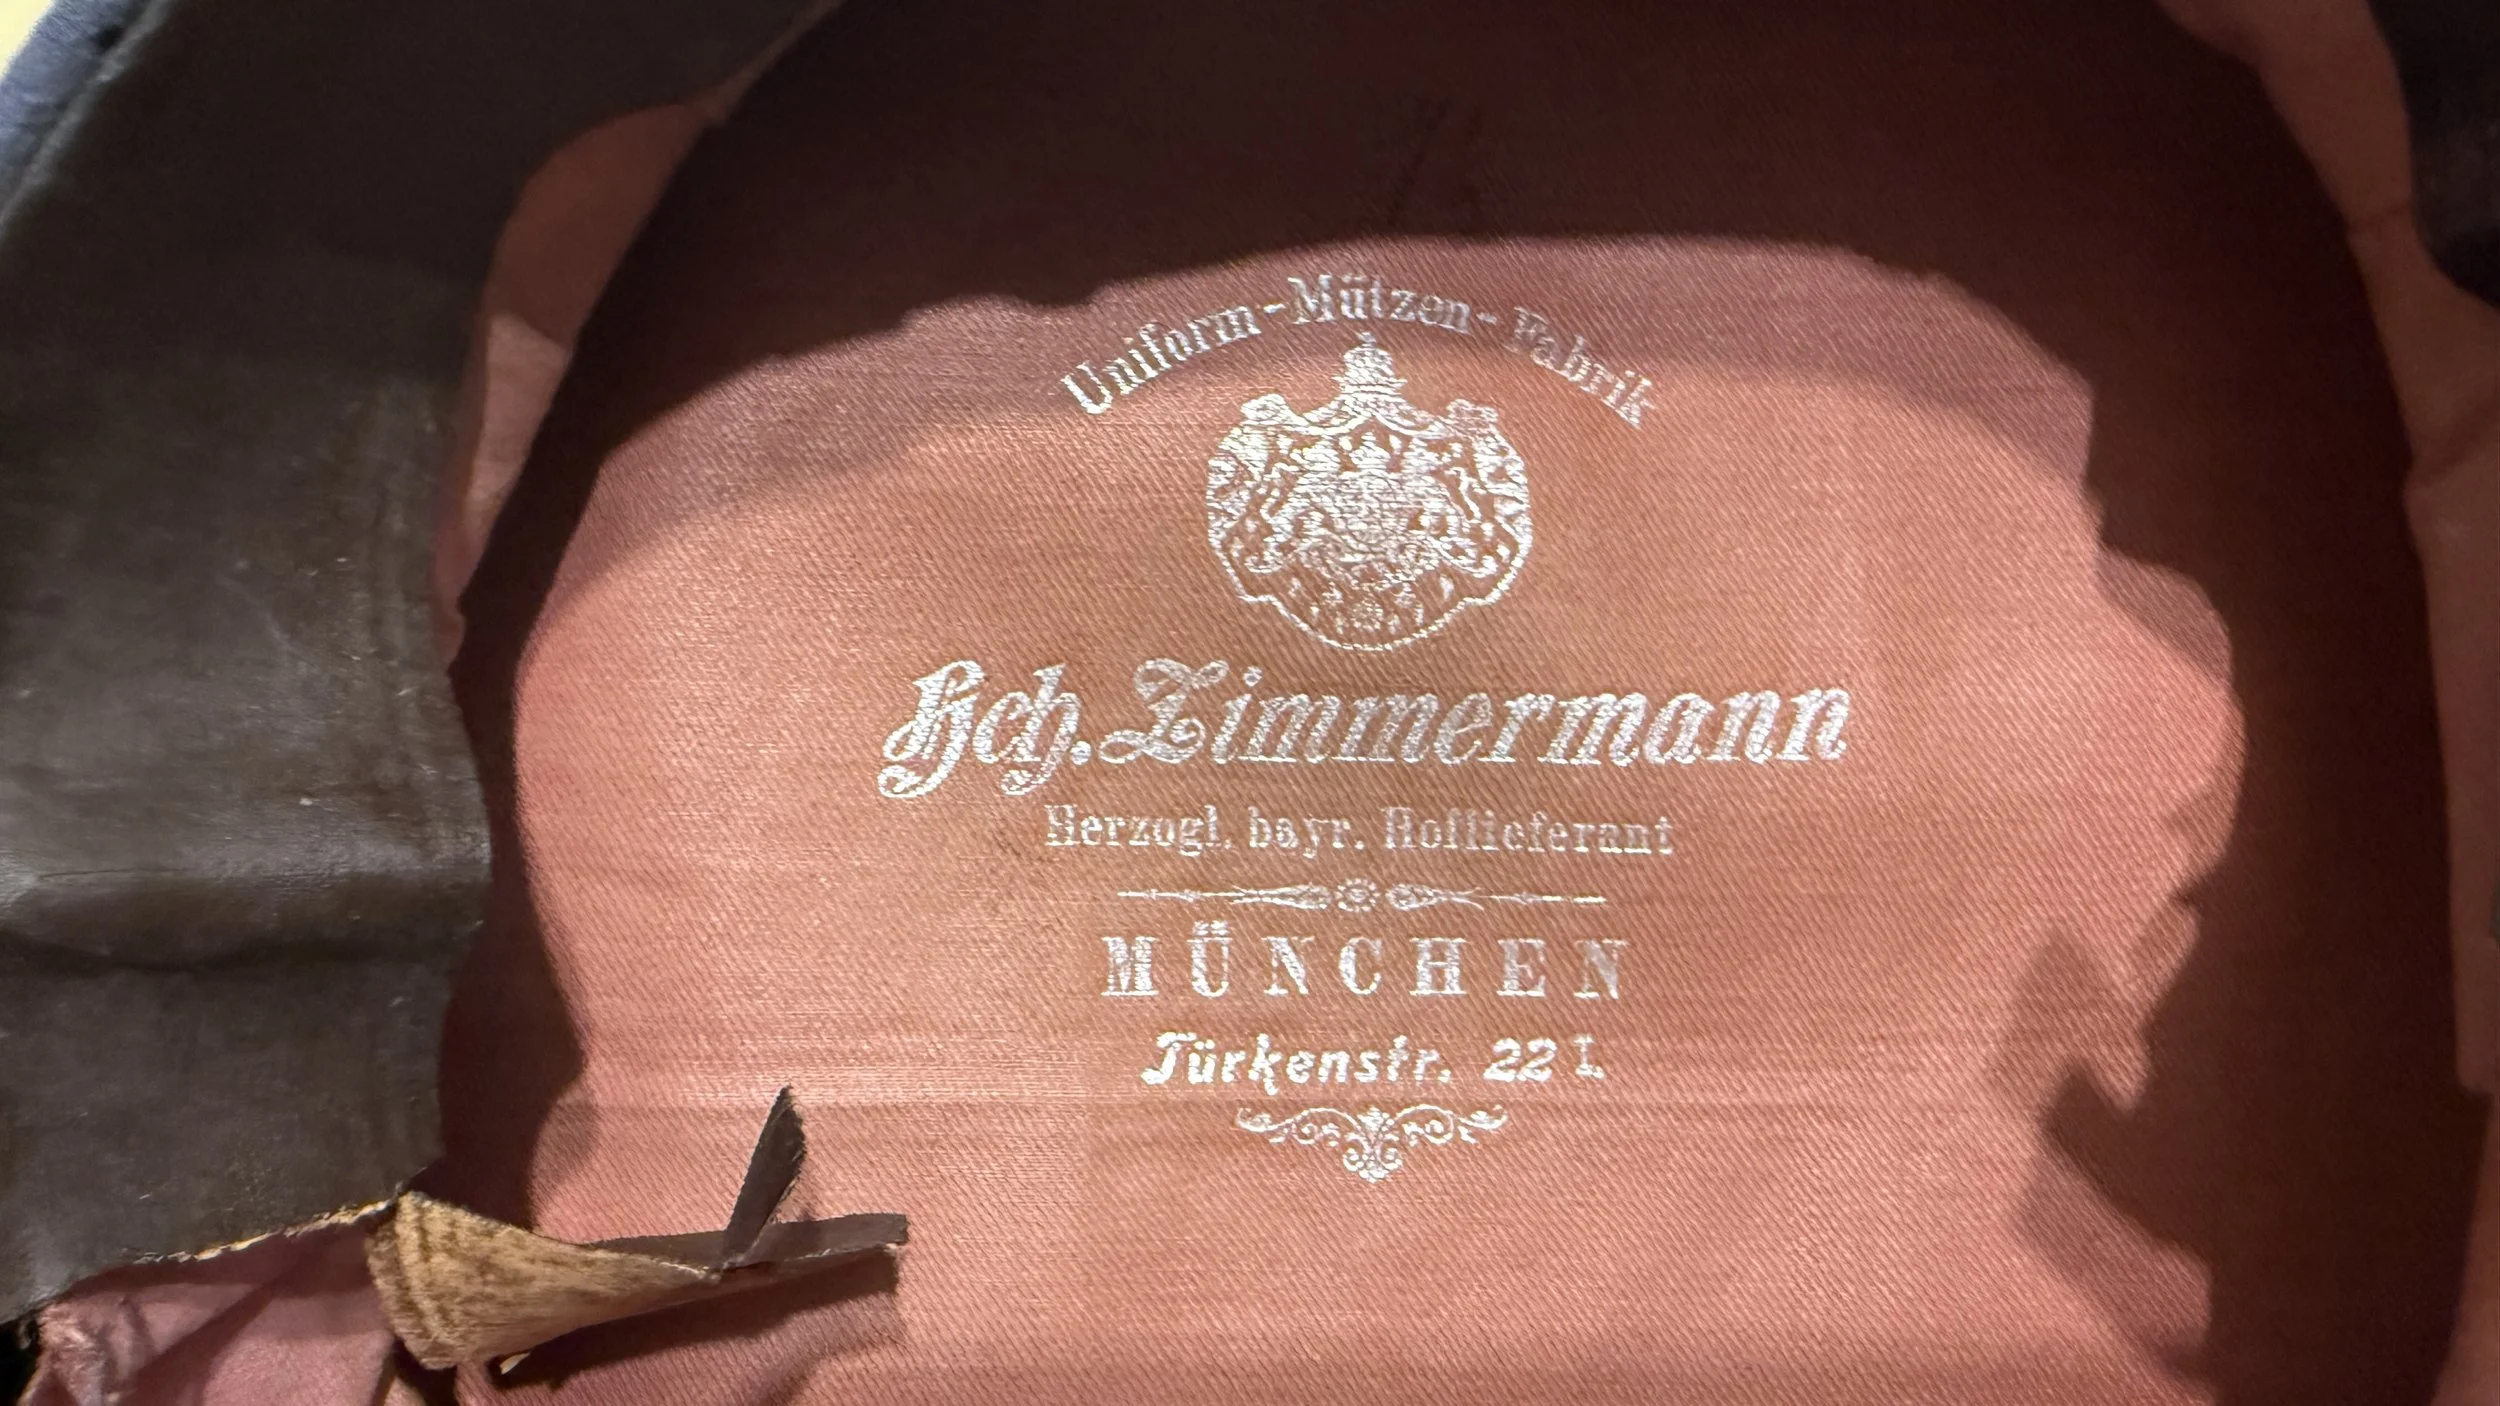 Uniform-Mützen-Fabrik
Hch. Zimmermann
Herzogl. bayr. Hoflieferant
MÜNCHEN
Türkenstr. 22 I.